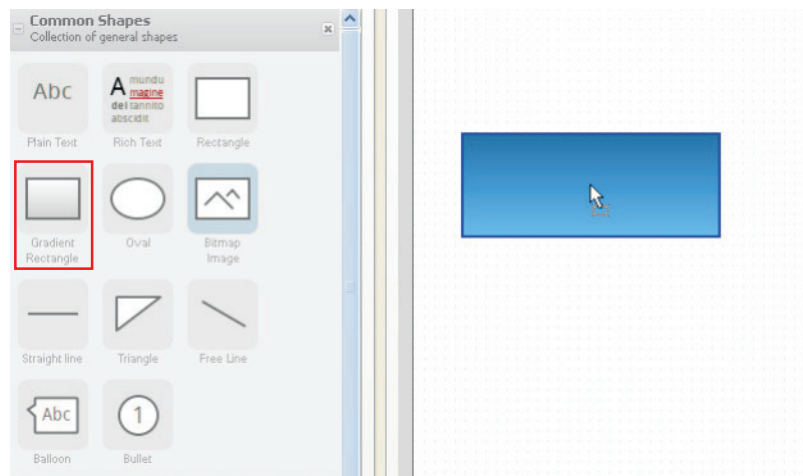 Common Shapes
Collection of general shapes
Abc
A mundu
magine
del tannito
abscidit
Plain Text
Rich Text
Rectangle
Gradient
Rectangle
Oval
Bitmap
Image
Straight line
Triangle
Free Line
Abc
1
Balloon
Bullet